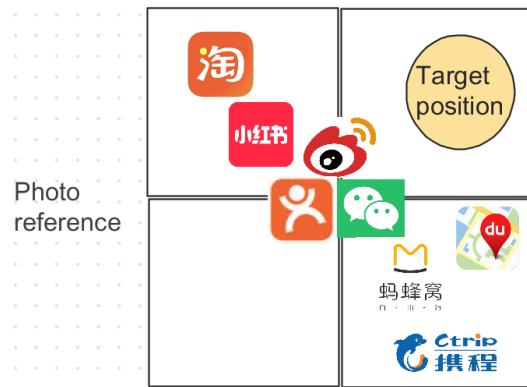 淘
小红书
Target
position
Photo
reference
du
蚂蜂窝
Ctrip
携程